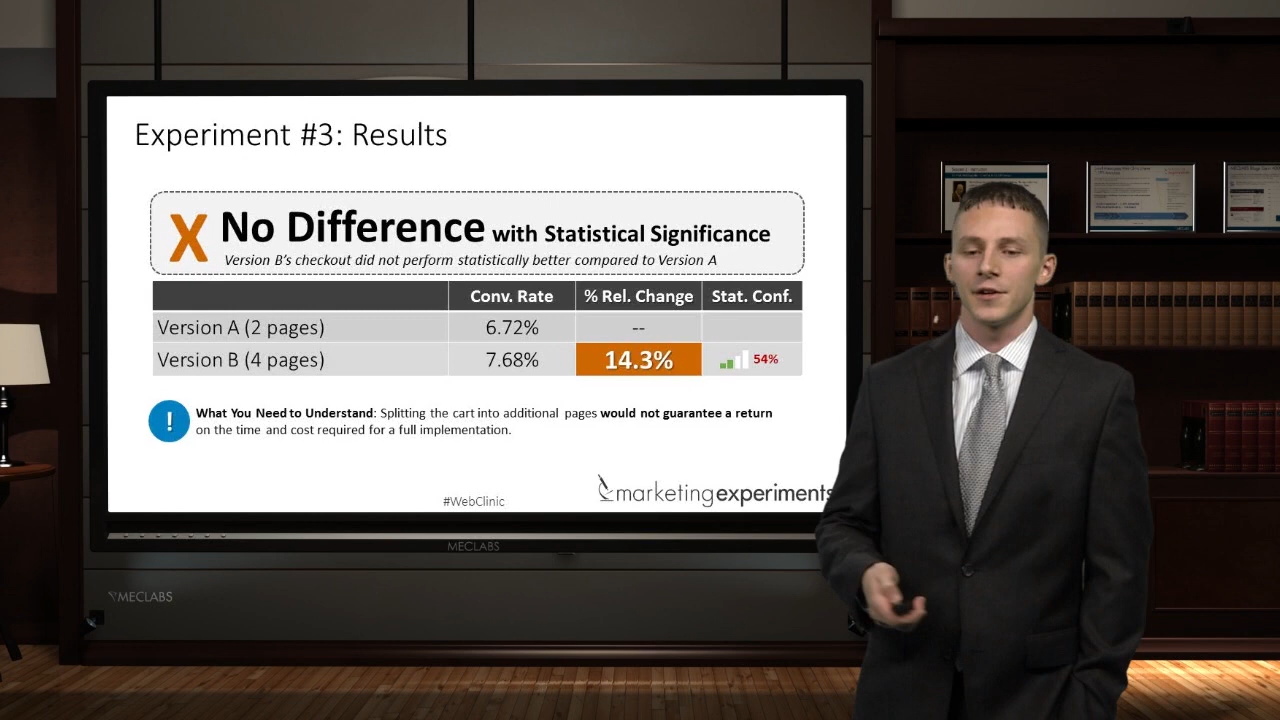 Experiment #3: Results
X No Difference with Statistical Significance
Version B's checkout did not perform statistically better compared to Version A
Conv. Rate % Rel. Change Stat. Conf.
Version A (2 pages) 6.72% --
Version B (4 pages) 7.68% 14.3% 54%
! What You Need to Understand: Splitting the cart into additional pages would not guarantee a return
on the time and cost required for a full implementation.
#WebClinic
marketingexperiments
MECLABS
MECLABS